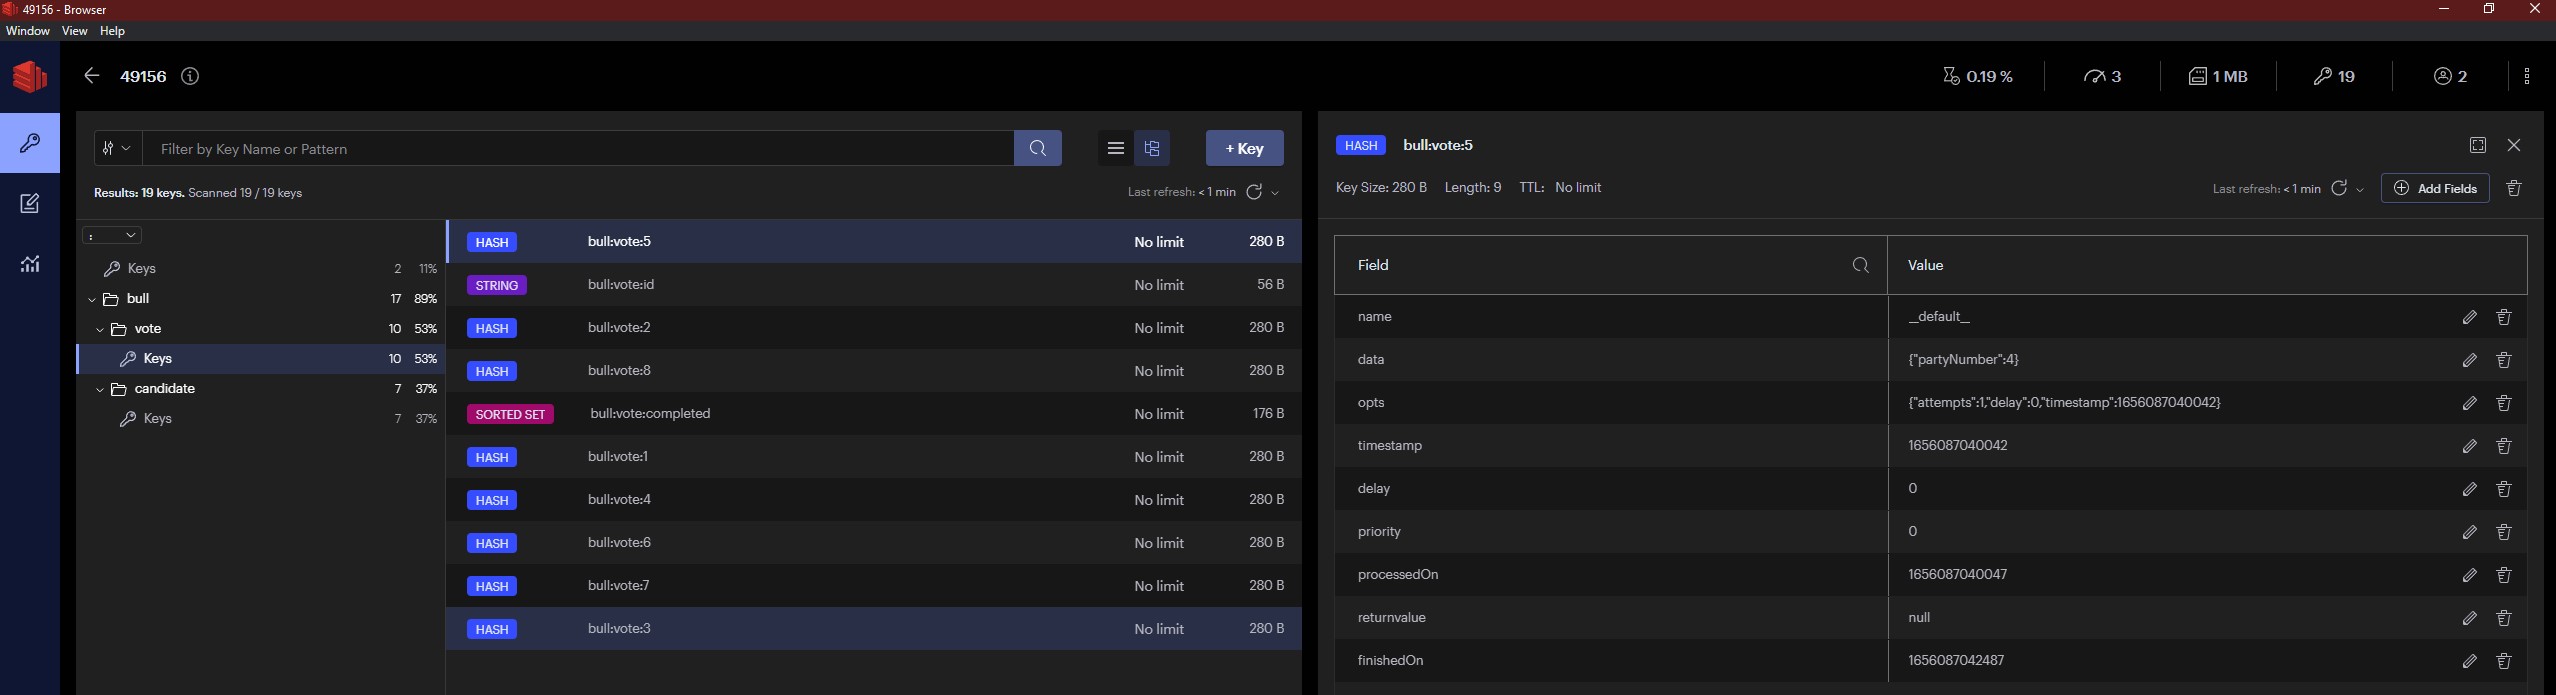 49156 - Browser
Window View Help
49156
0.19 % 3 1 MB 19 2
Filter by Key Name or Pattern
+ Key
Results: 19 keys. Scanned 19 / 19 keys
Last refresh: < 1 min
:
Keys 2 11%
bull 17 89%
vote 10 53%
Keys 10 53%
candidate 7 37%
Keys 7 37%
HASH bull:vote:5 No limit 280 B
STRING bull:vote:id No limit 56 B
HASH bull:vote:2 No limit 280 B
HASH bull:vote:8 No limit 280 B
SORTED SET bull:vote:completed No limit 176 B
HASH bull:vote:1 No limit 280 B
HASH bull:vote:4 No limit 280 B
HASH bull:vote:6 No limit 280 B
HASH bull:vote:7 No limit 280 B
HASH bull:vote:3 No limit 280 B
HASH bull:vote:5
Key Size: 280 B Length: 9 TTL: No limit
Last refresh: < 1 min Add Fields
Field Value
name __default__
data {"partyNumber":4}
opts {"attempts":1,"delay":0,"timestamp":1656087040042}
timestamp 1656087040042
delay 0
priority 0
processedOn 1656087040047
returnvalue null
finishedOn 1656087042487